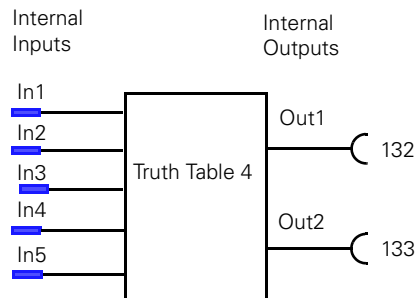 Internal
Inputs
Internal
Outputs
In1
In2
In3
In4
In5
Truth Table 4
Out1
132
Out2
133